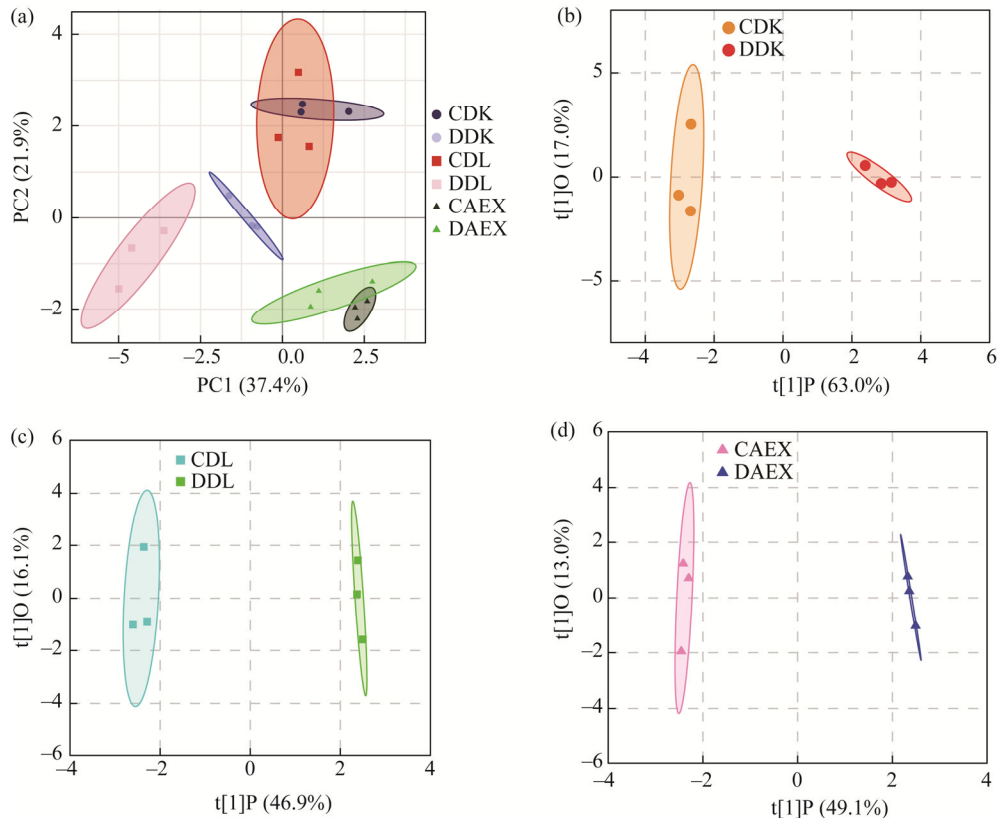 (a)
4
2
0
−2
−5
−2.5
0.0
2.5
PC2 (21.9%)
PC1 (37.4%)
CDK
DDK
CDL
DDL
CAEX
DAEX
(b)
CDK
DDK
5
0
−5
−4
−2
0
2
4
6
t[1]O (17.0%)
t[1]P (63.0%)
(c)
CDL
DDL
6
4
2
0
−2
−4
−6
−4
−2
0
2
4
t[1]O (16.1%)
t[1]P (46.9%)
(d)
CAEX
DAEX
6
4
2
0
−2
−4
−6
−4
−2
0
2
4
t[1]O (13.0%)
t[1]P (49.1%)